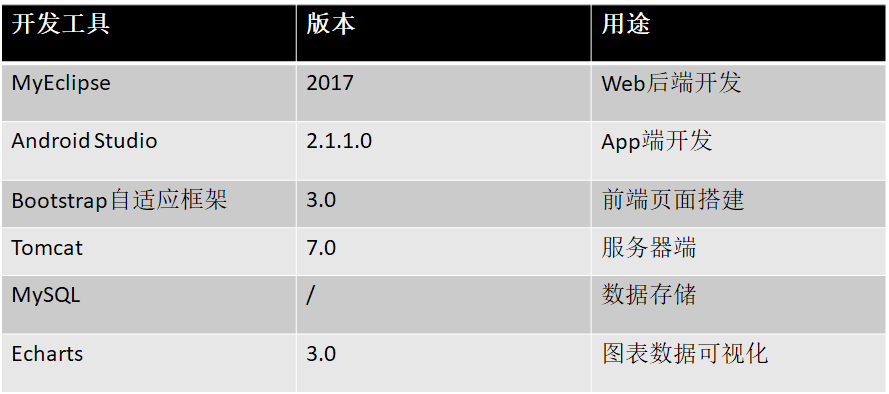 开发工具 版本 用途
MyEclipse 2017 Web后端开发
Android Studio 2.1.1.0 App端开发
Bootstrap自适应框架 3.0 前端页面搭建
Tomcat 7.0 服务器端
MySQL / 数据存储
Echarts 3.0 图表数据可视化